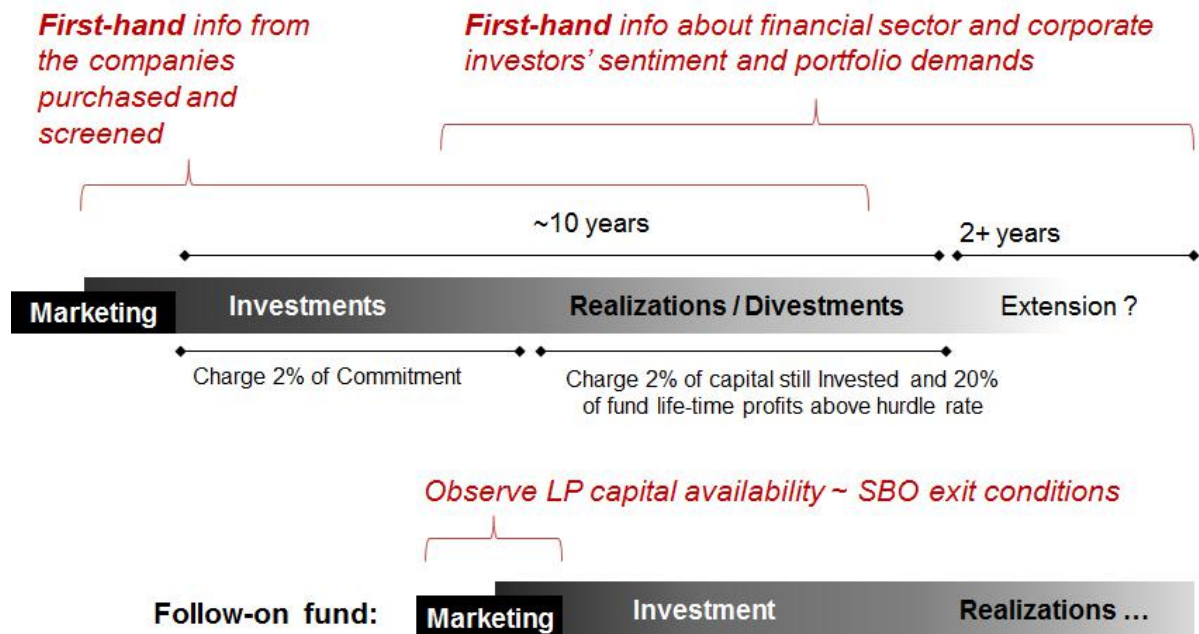 First-hand info from
the companies
purchased and
screened
First-hand info about financial sector and corporate
investors’ sentiment and portfolio demands
~10 years
2+ years
Marketing
Investments
Realizations / Divestments
Extension ?
Charge 2% of Commitment
Charge 2% of capital still Invested and 20%
of fund life-time profits above hurdle rate
Observe LP capital availability ~ SBO exit conditions
Follow-on fund:
Marketing
Investment
Realizations ...